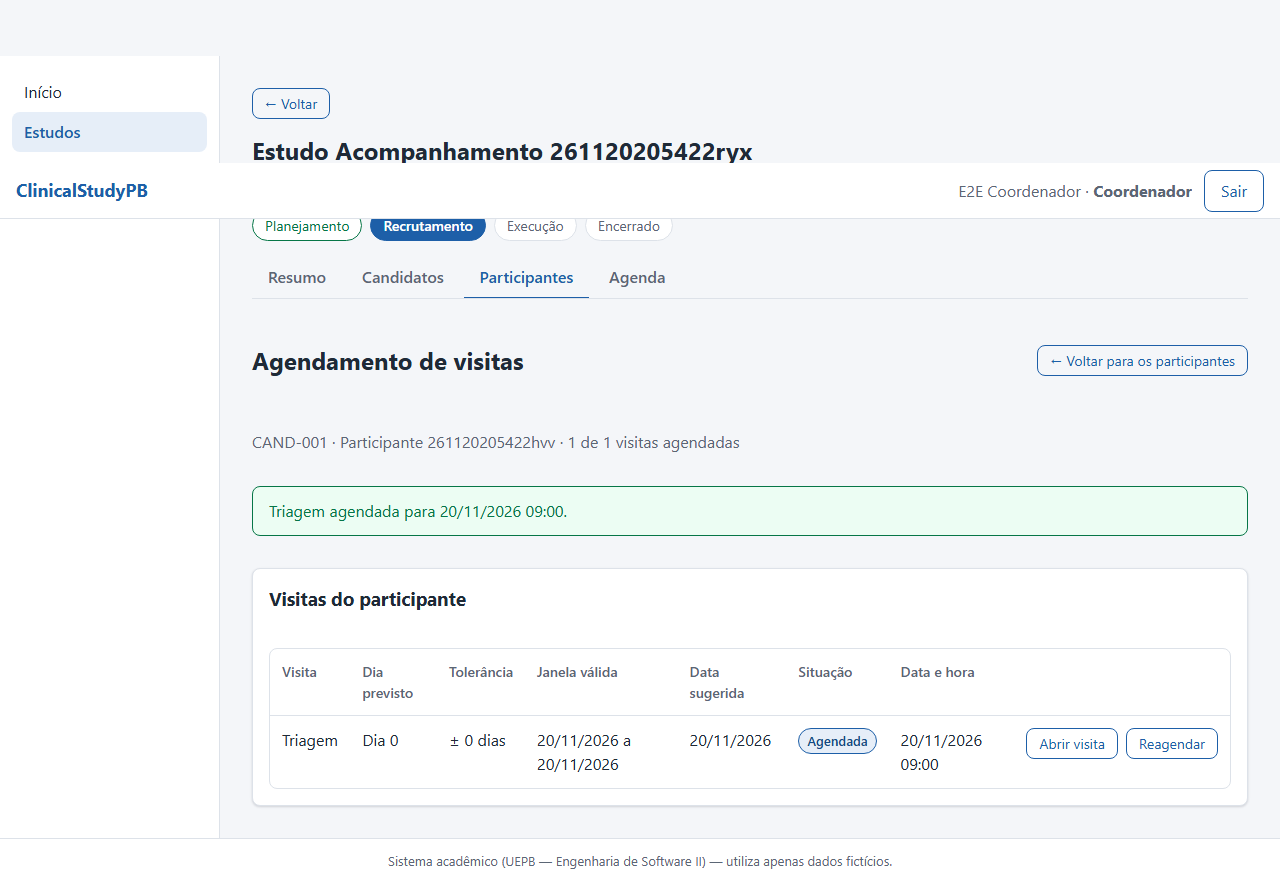 Início
Estudos
← Voltar
Estudo Acompanhamento 261120205422ryx
ClinicalStudyPB
E2E Coordenador · Coordenador
Sair
Planejamento
Recrutamento
Execução
Encerrado
Resumo
Candidatos
Participantes
Agenda
Agendamento de visitas
← Voltar para os participantes
CAND-001 · Participante 261120205422hvv · 1 de 1 visitas agendadas
Triagem agendada para 20/11/2026 09:00.
Visitas do participante
Visita
Dia
previsto
Tolerância
Janela válida
Data
sugerida
Situação
Data e hora
Triagem
Dia 0
± 0 dias
20/11/2026 a
20/11/2026
20/11/2026
Agendada
20/11/2026
09:00
Abrir visita
Reagendar
Sistema acadêmico (UEPB — Engenharia de Software II) — utiliza apenas dados fictícios.